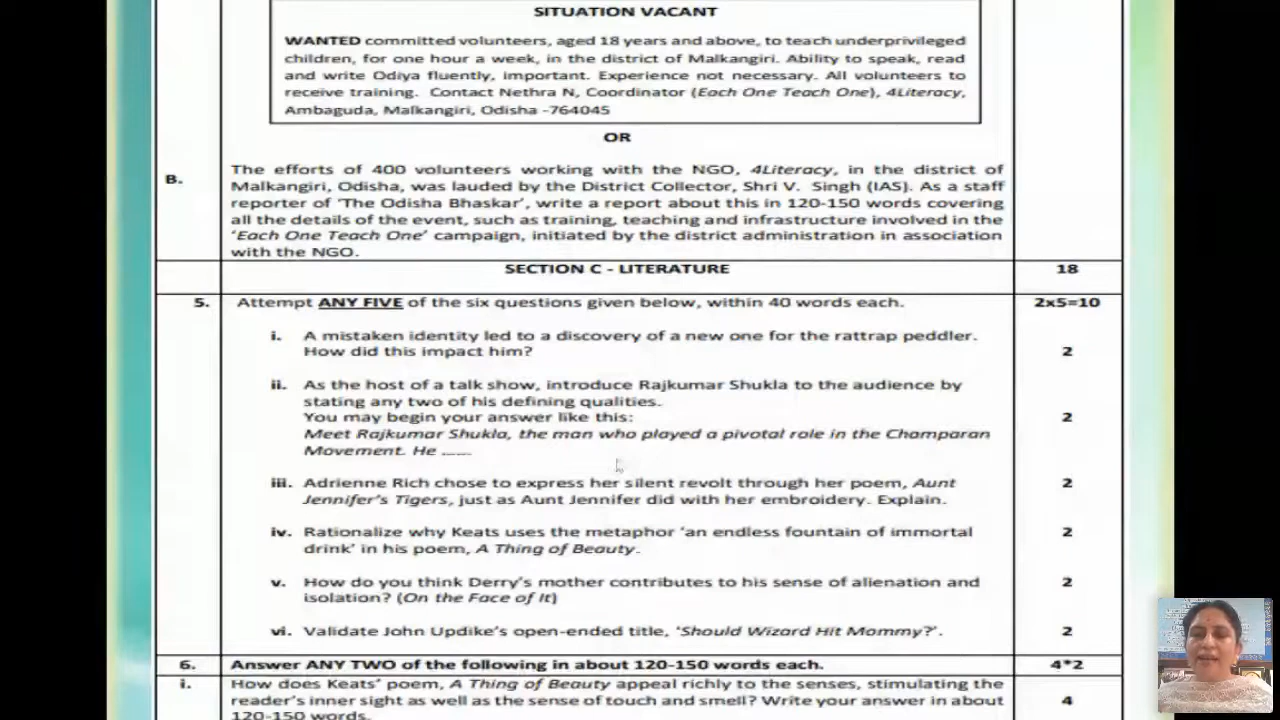 SITUATION VACANT
WANTED committed volunteers, aged 18 years and above, to teach underprivileged
children, for one hour a week, in the district of Malkangiri. Ability to speak, read
and write Odiya fluently, important. Experience not necessary. All volunteers to
receive training. Contact Nethra N, Coordinator (Each One Teach One), 4Literacy,
Ambaguda, Malkangiri, Odisha -764045
OR
B.
The efforts of 400 volunteers working with the NGO, 4Literacy, in the district of
Malkangiri, Odisha, was lauded by the District Collector, Shri V. Singh (IAS). As a staff
reporter of ‘The Odisha Bhaskar’, write a report about this in 120-150 words covering
all the details of the event, such as training, teaching and infrastructure involved in the
‘Each One Teach One’ campaign, initiated by the district administration in association
with the NGO.
SECTION C - LITERATURE 18
5. Attempt ANY FIVE of the six questions given below, within 40 words each. 2x5=10
i. A mistaken identity led to a discovery of a new one for the rattrap peddler.
How did this impact him? 2
ii. As the host of a talk show, introduce Rajkumar Shukla to the audience by
stating any two of his defining qualities.
You may begin your answer like this: 2
Meet Rajkumar Shukla, the man who played a pivotal role in the Champaran
Movement. He ......
iii. Adrienne Rich chose to express her silent revolt through her poem, Aunt 2
Jennifer’s Tigers, just as Aunt Jennifer did with her embroidery. Explain.
iv. Rationalize why Keats uses the metaphor ‘an endless fountain of immortal 2
drink’ in his poem, A Thing of Beauty.
v. How do you think Derry’s mother contributes to his sense of alienation and 2
isolation? (On the Face of It)
vi. Validate John Updike’s open-ended title, ‘Should Wizard Hit Mommy?’. 2
6. Answer ANY TWO of the following in about 120-150 words each. 4*2
i. How does Keats’ poem, A Thing of Beauty appeal richly to the senses, stimulating the
reader’s inner sight as well as the sense of touch and smell? Write your answer in about 4
120-150 words.